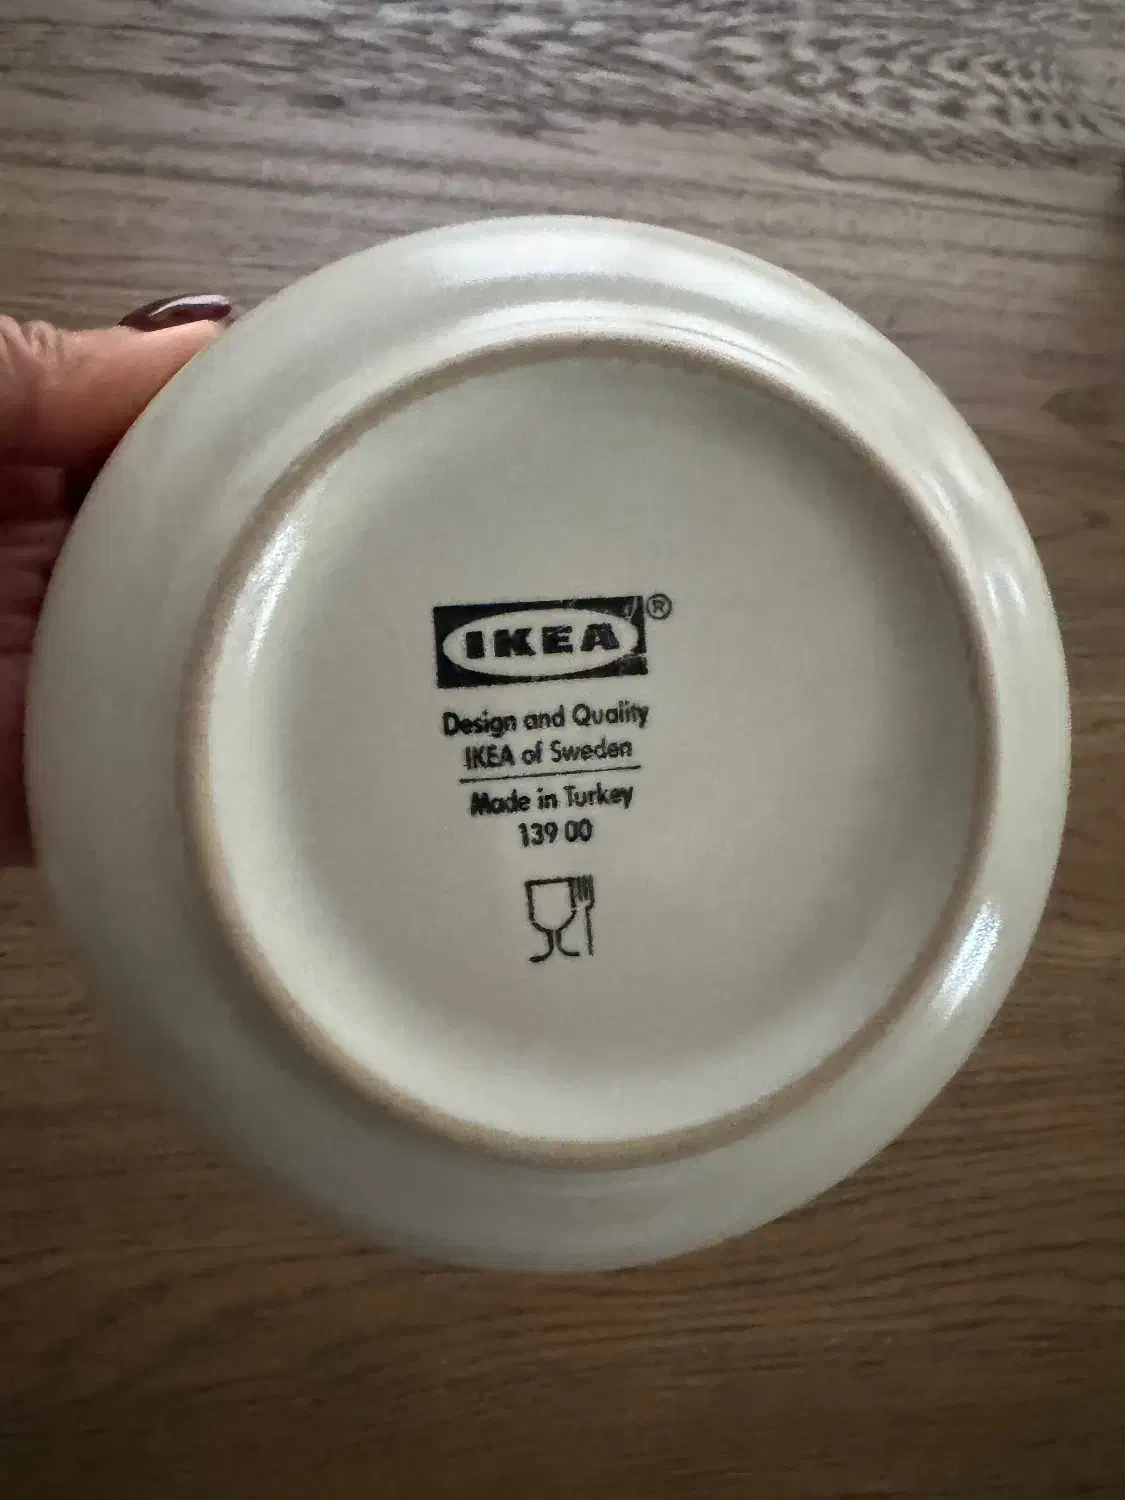 IKEA®
Design and Quality
IKEA of Sweden
Made in Turkey
139 00